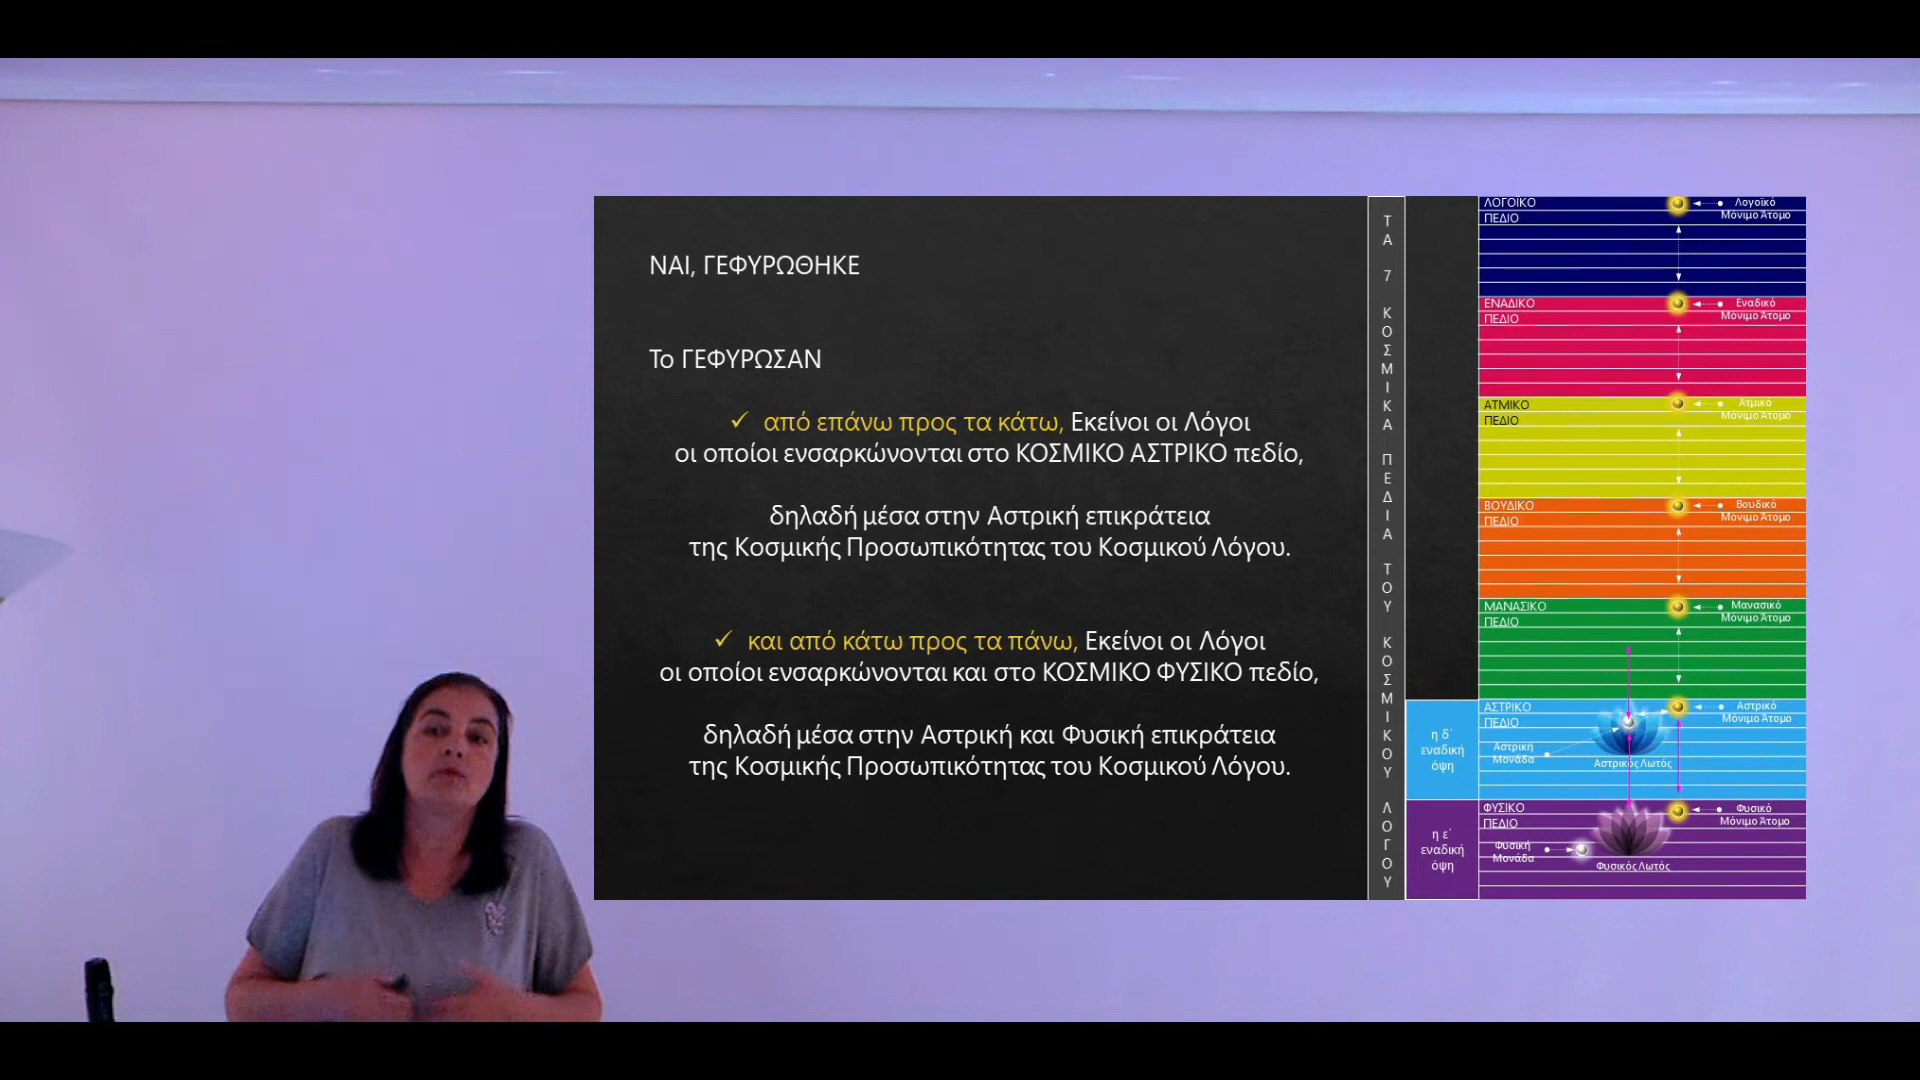 ΝΑΙ, ΓΕΦΥΡΩΘΗΚΕ
Το ΓΕΦΥΡΩΣΑΝ
✓ από επάνω προς τα κάτω, Εκείνοι οι Λόγοι
οι οποίοι ενσαρκώνονται στο ΚΟΣΜΙΚΟ ΑΣΤΡΙΚΟ πεδίο,
δηλαδή μέσα στην Αστρική επικράτεια
της Κοσμικής Προσωπικότητας του Κοσμικού Λόγου.
✓ και από κάτω προς τα πάνω, Εκείνοι οι Λόγοι
οι οποίοι ενσαρκώνονται και στο ΚΟΣΜΙΚΟ ΦΥΣΙΚΟ πεδίο,
δηλαδή μέσα στην Αστρική και Φυσική επικράτεια
της Κοσμικής Προσωπικότητας του Κοσμικού Λόγου.
ΤΑ 7 ΚΟΣΜΙΚΑ ΠΕΔΙΑ ΤΟΥ ΚΟΣΜΙΚΟΥ ΛΟΓΟΥ
ΛΟΓΟΪΚΟ
ΠΕΔΙΟ
Λογοϊκό
Μόνιμο Άτομο
ΕΝΑΔΙΚΟ
ΠΕΔΙΟ
Εναδικό
Μόνιμο Άτομο
ΑΤΜΙΚΟ
ΠΕΔΙΟ
Ατμικό
Μόνιμο Άτομο
ΒΟΥΔΙΚΟ
ΠΕΔΙΟ
Βουδικό
Μόνιμο Άτομο
ΜΑΝΑΣΙΚΟ
ΠΕΔΙΟ
Μανασικό
Μόνιμο Άτομο
η δ΄
εναδική
όψη
ΑΣΤΡΙΚΟ
ΠΕΔΙΟ
Αστρική
Μονάδα
Αστρικός Λωτός
Αστρικό
Μόνιμο Άτομο
η ε΄
εναδική
όψη
ΦΥΣΙΚΟ
ΠΕΔΙΟ
Φυσική
Μονάδα
Φυσικός Λωτός
Φυσικό
Μόνιμο Άτομο